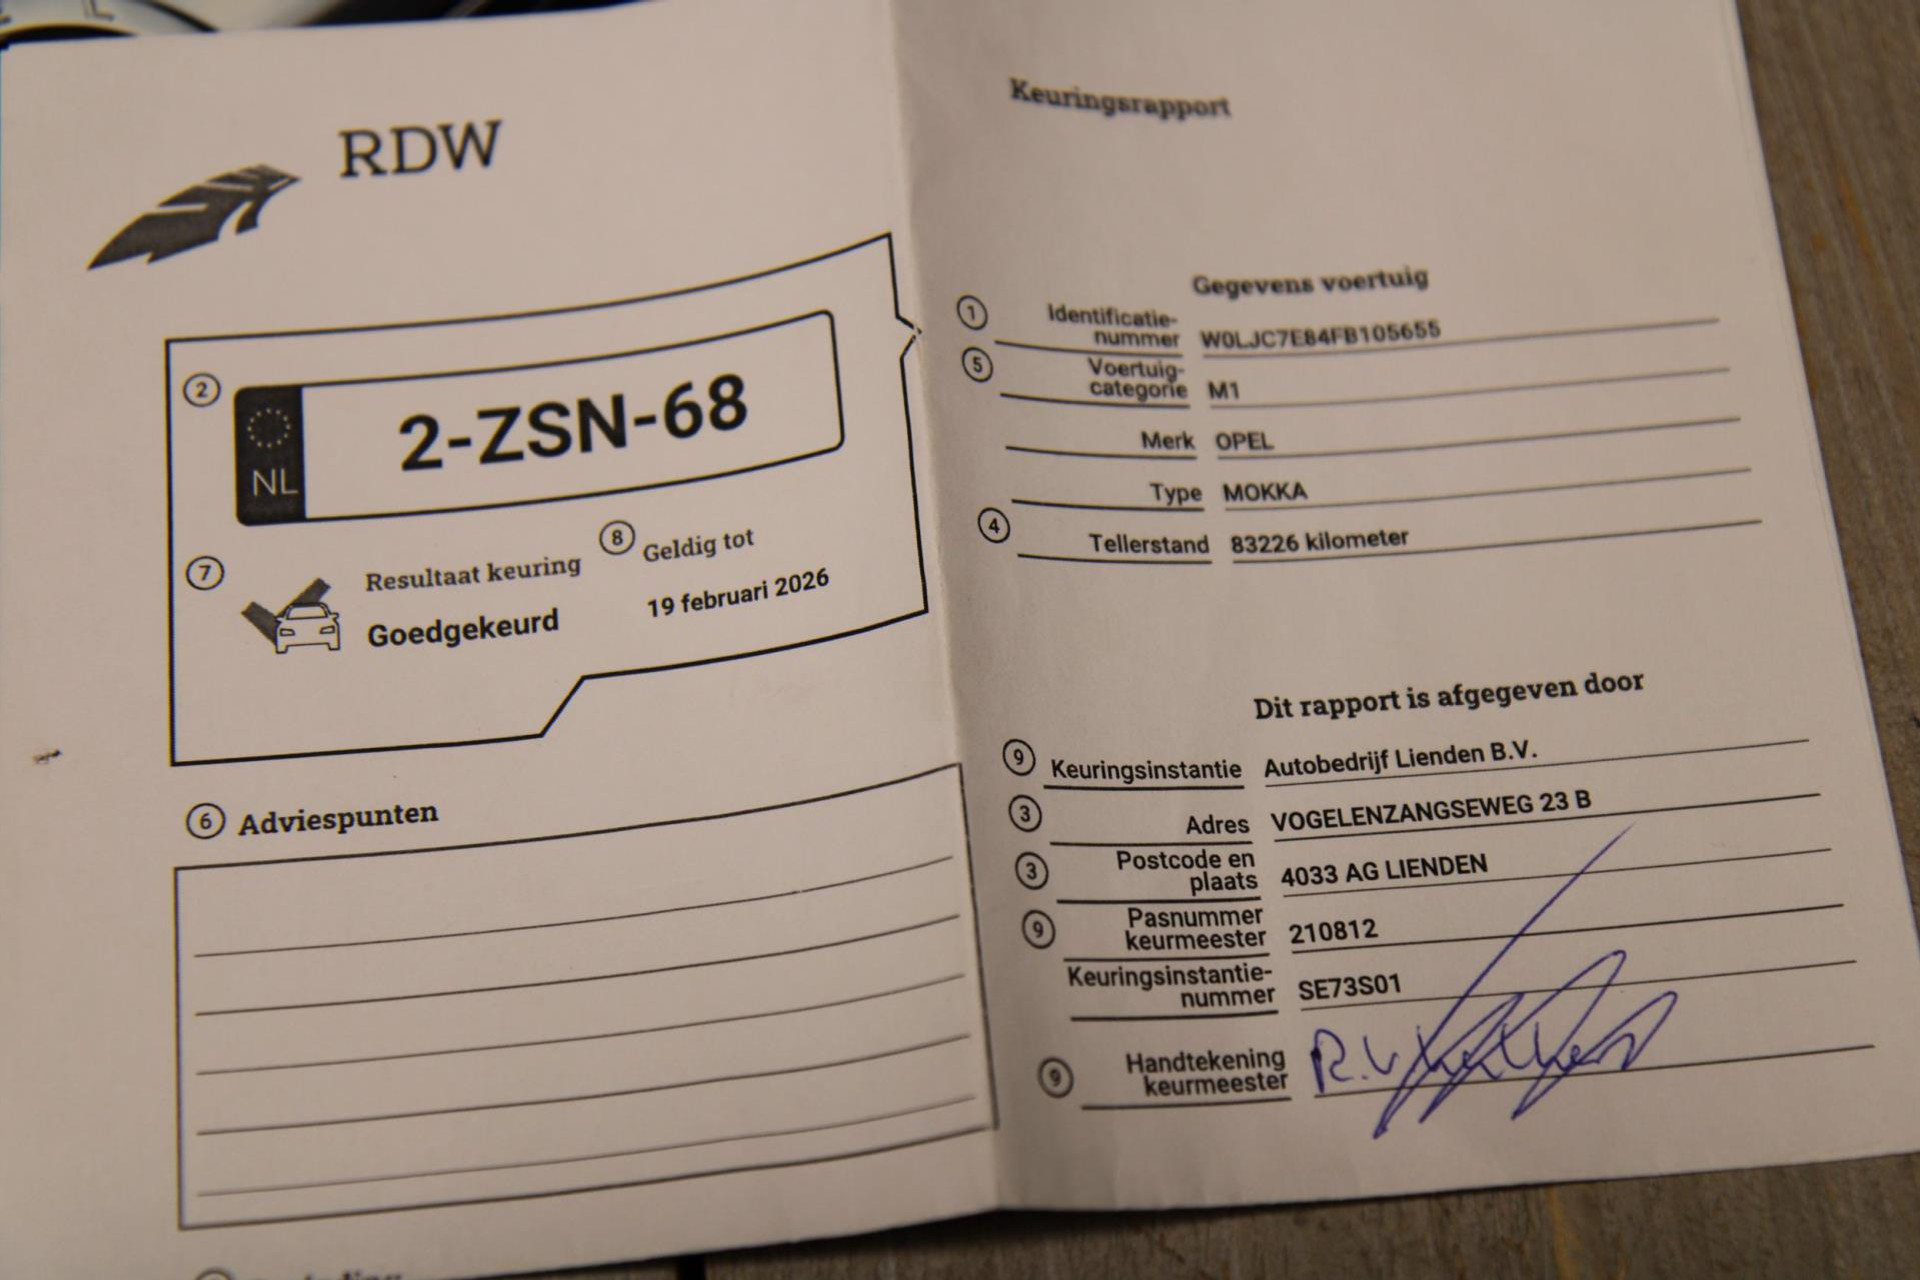 RDW
2
NL
2-ZSN-68
7
Resultaat keuring
Goedgekeurd
8
Geldig tot
19 februari 2026
6 Adviespunten
Keuringsrapport
Gegevens voertuig
1 Identificatie-
nummer W0LJC7E84FB105655
5 Voertuig-
categorie M1
Merk OPEL
Type MOKKA
4 Tellerstand 83226 kilometer
Dit rapport is afgegeven door
9 Keuringsinstantie Autobedrijf Lienden B.V.
3 Adres VOGELENZANGSEWEG 23 B
3 Postcode en
plaats 4033 AG LIENDEN
9 Pasnummer
keurmeester 210812
Keuringsinstantie-
nummer SE73S01
9 Handtekening
keurmeester R.V